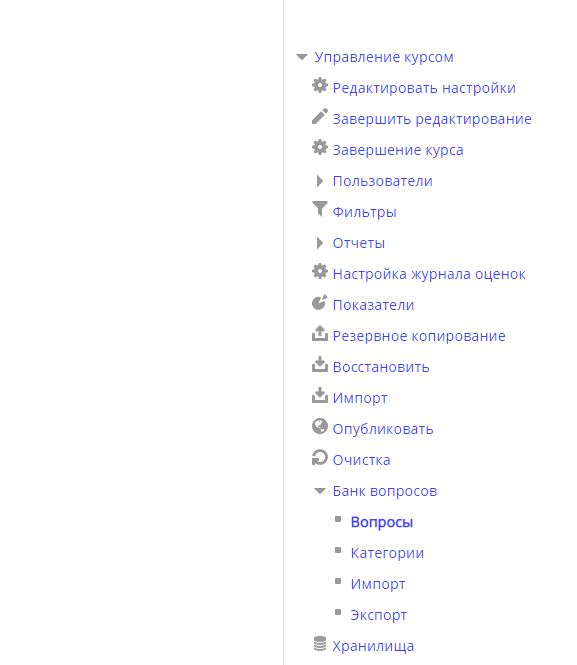 Управление курсом
Редактировать настройки
Завершить редактирование
Завершение курса
Пользователи
Фильтры
Отчеты
Настройка журнала оценок
Показатели
Резервное копирование
Восстановить
Импорт
Опубликовать
Очистка
Банк вопросов
Вопросы
Категории
Импорт
Экспорт
Хранилища